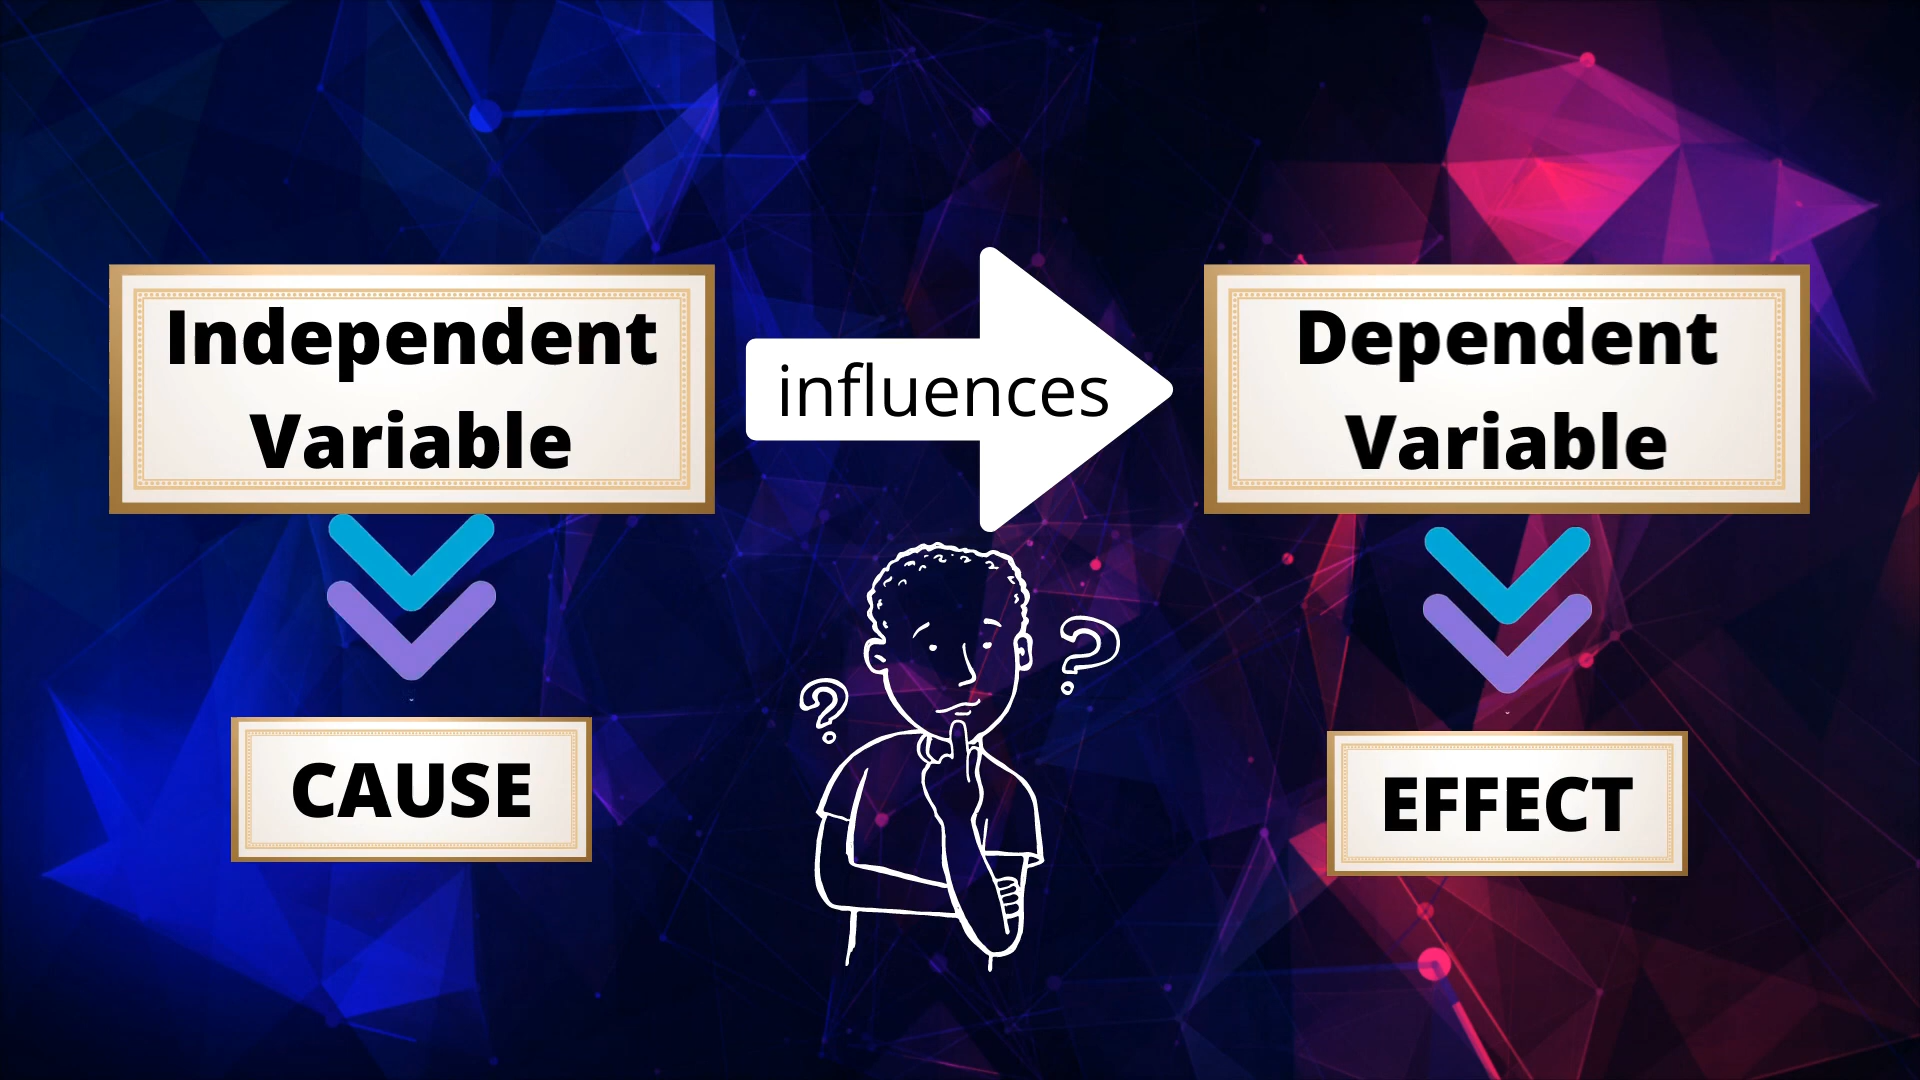 Independent
Variable
influences
Dependent
Variable
CAUSE
EFFECT
? ?